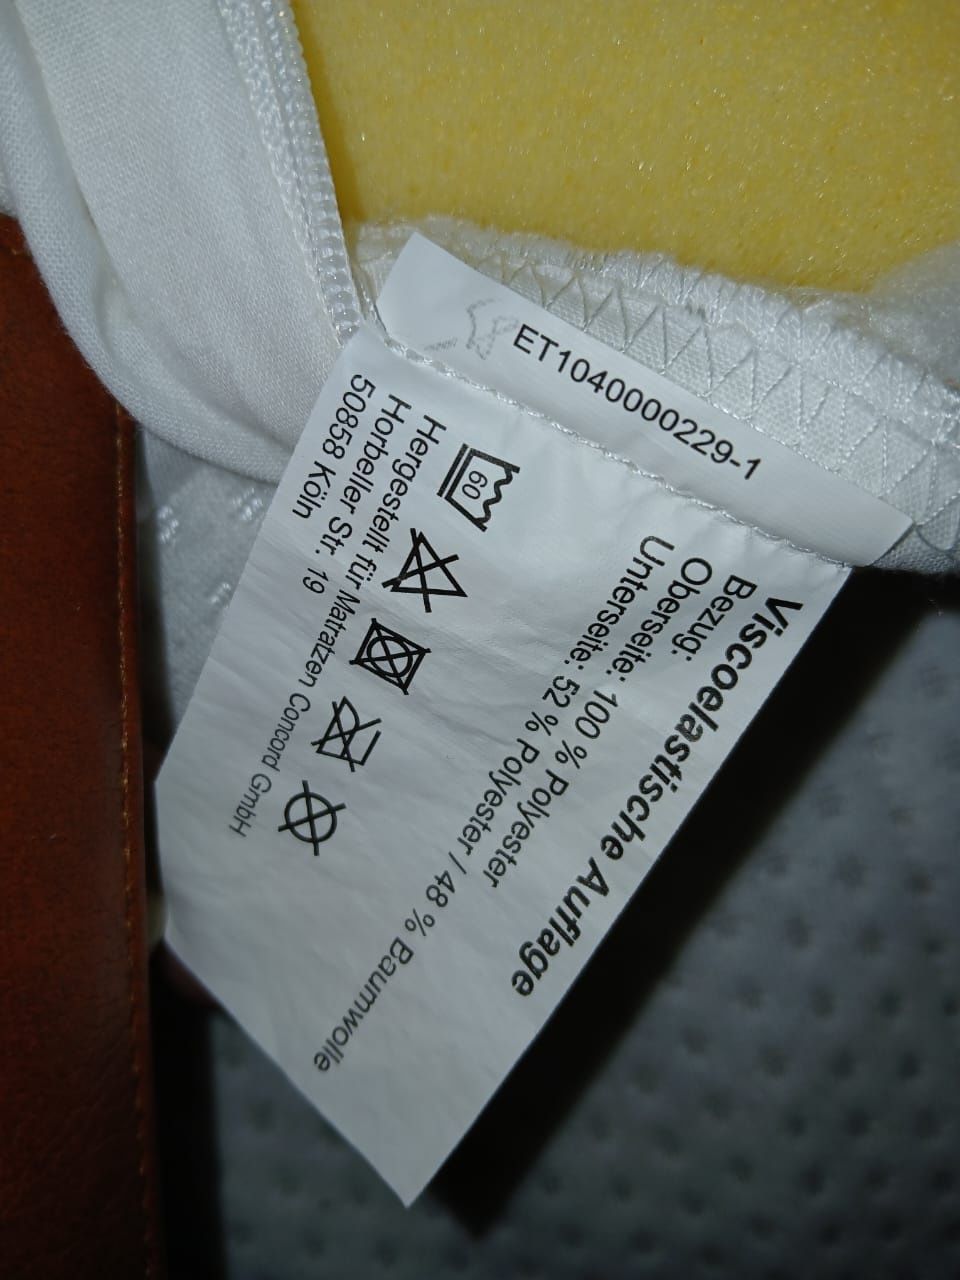 ET1040000229-1
Viscoelastische Auflage
Bezug:
Oberseite: 100 % Polyester
Unterseite: 52 % Polyester / 48 % Baumwolle
60
Hergestellt für Matratzen Concord GmbH
Horbeller Str. 19
50858 Köln